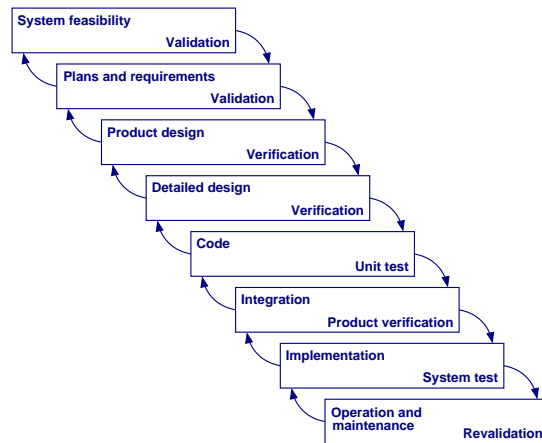 System feasibility
Validation
Plans and requirements
Validation
Product design
Verification
Detailed design
Verification
Code
Unit test
Integration
Product verification
Implementation
System test
Operation and
maintenance
Revalidation